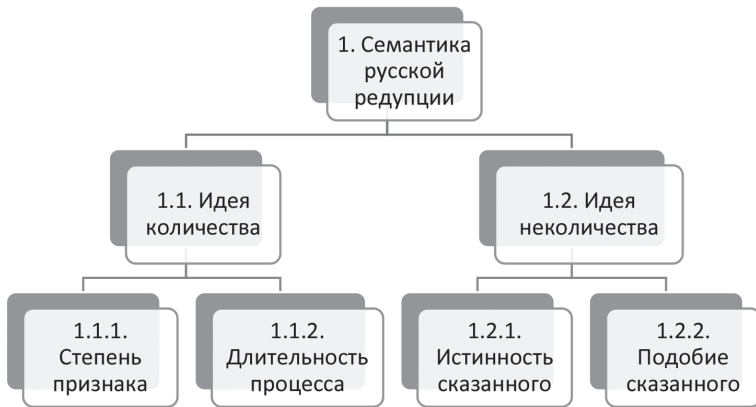 1. Семантика
русской
редупции
1.1. Идея
количества
1.2. Идея
неколичества
1.1.1.
Степень
признака
1.1.2.
Длительность
процесса
1.2.1.
Истинность
сказанного
1.2.2.
Подобие
сказанного